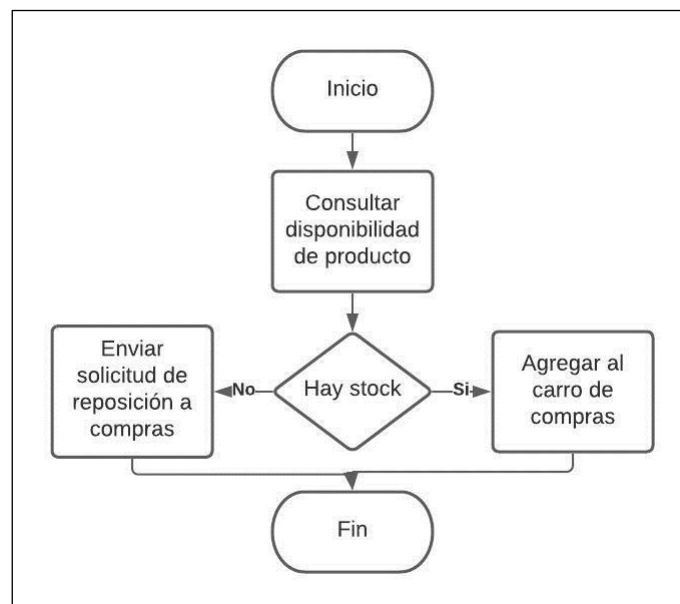 Inicio
Consultar
disponibilidad
de producto
Enviar
solicitud de
reposición a
compras
No
Hay stock
Si
Agregar al
carro de
compras
Fin